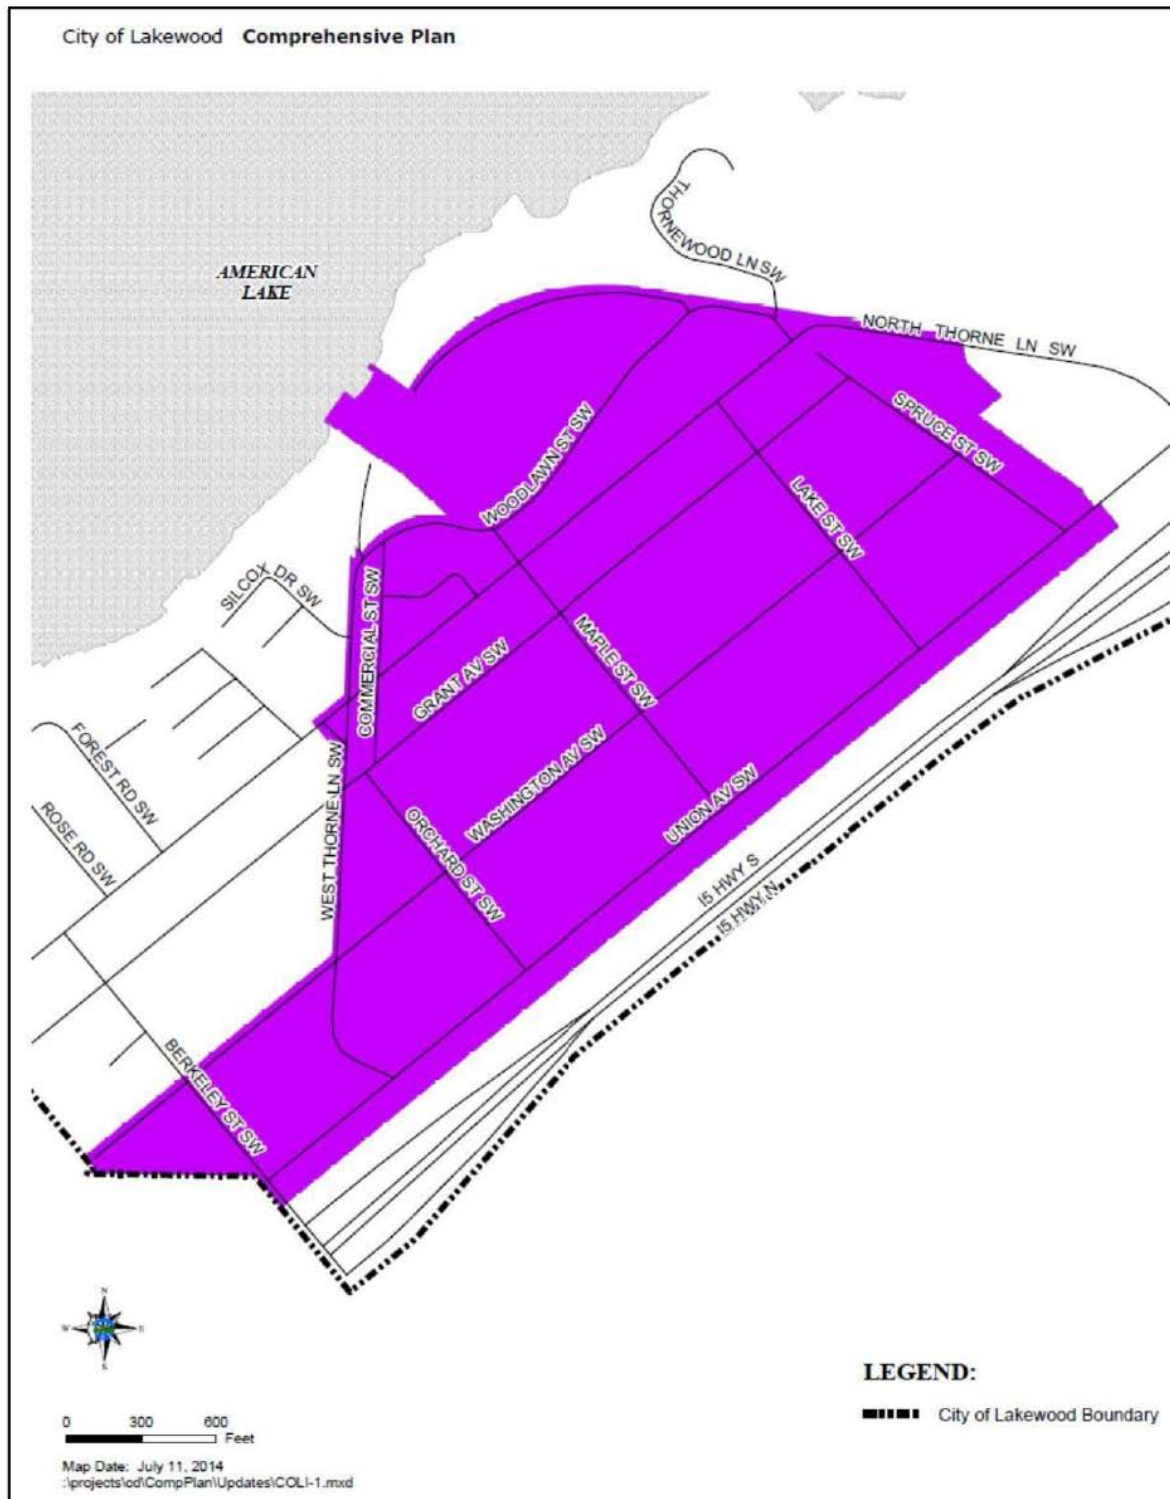 City of Lakewood Comprehensive Plan
AMERICAN
LAKE
THORNEWOOD LN SW
NORTH THORNE LN SW
SPRUCE ST SW
WOODLAWN ST SW
LAKE ST SW
SILCOX DR SW
COMMERCIAL ST SW
MAPLE ST SW
GRANT AV SW
FOREST RD SW
WASHINGTON AV SW
WEST THORNE LN SW
UNION AV SW
ROSE RD SW
ORCHARD ST SW
I5 HWY S
I5 HWY N
BERKELEY ST SW
N
W E
S
LEGEND:
City of Lakewood Boundary
0 300 600
Feet
Map Date: July 11, 2014
:\projects\cd\CompPlan\Updates\COLI-1.mxd